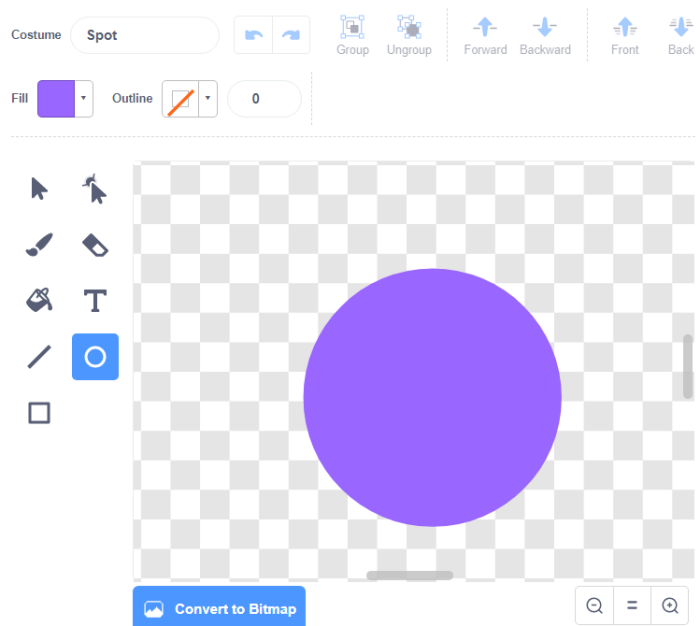 Costume Spot
Group Ungroup Forward Backward Front Back
Fill Outline 0
T
Convert to Bitmap